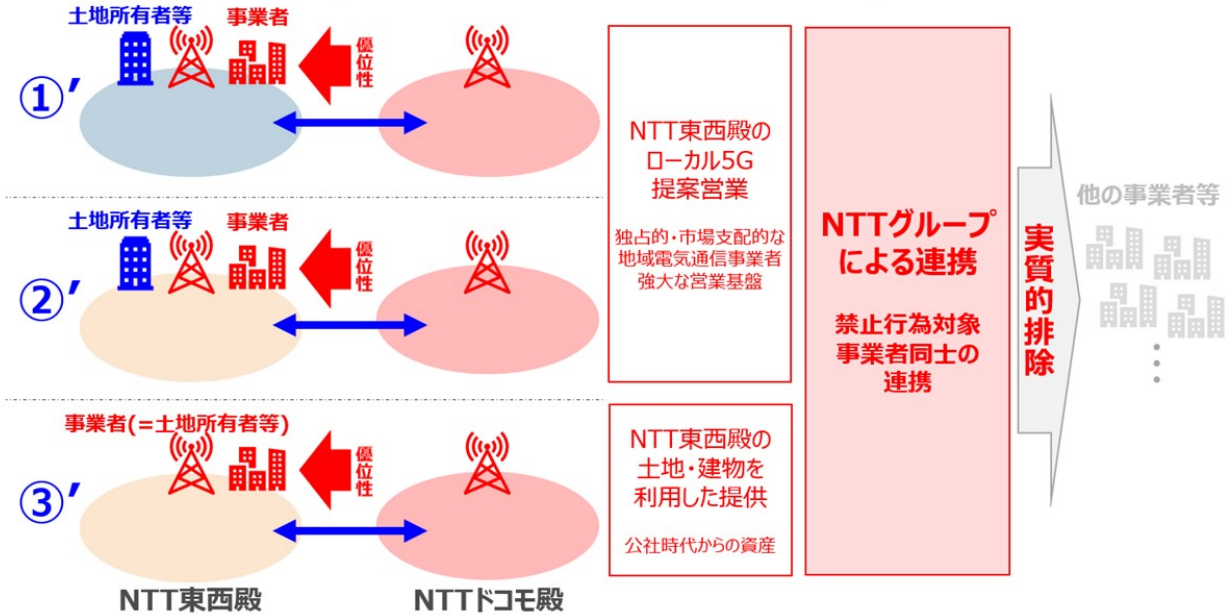 土地所有者等
事業者
①’
優位性
土地所有者等
事業者
②’
優位性
事業者(=土地所有者等)
③’
優位性
NTT東西殿
NTTドコモ殿
NTT東西殿の
ローカル5G
提案営業
独占的・市場支配的な
地域電気通信事業者
強大な営業基盤
NTT東西殿の
土地・建物を
利用した提供
公社時代からの資産
NTTグループ
による連携
禁止行為対象
事業者同士の
連携
実質的排除
他の事業者等